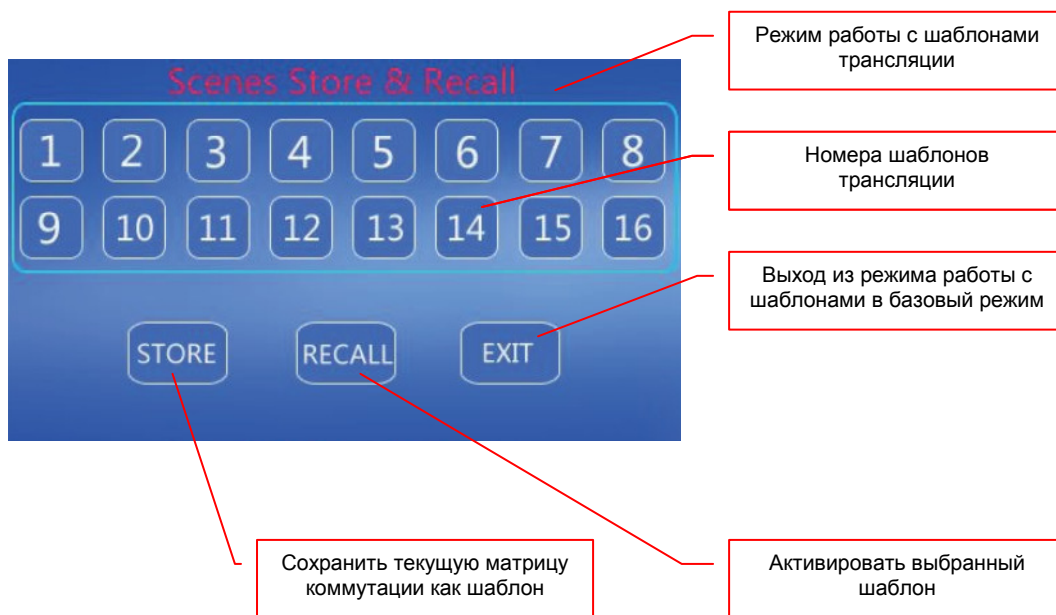 Режим работы с шаблонами
трансляции
Scenes Store & Recall
1 2 3 4 5 6 7 8
Номера шаблонов
трансляции
9 10 11 12 13 14 15 16
Выход из режима работы с
шаблонами в базовый режим
STORE RECALL EXIT
Сохранить текущую матрицу
коммутации как шаблон
Активировать выбранный
шаблон